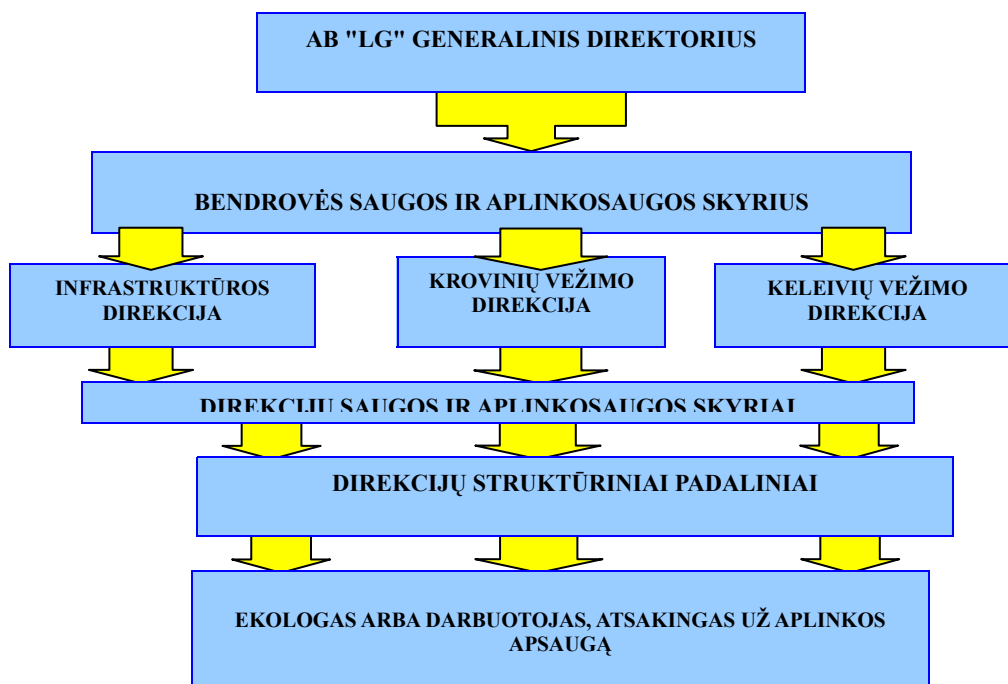 AB "LG" GENERALINIS DIREKTORIUS
BENDROVĖS SAUGOS IR APLINKOSAUGOS SKYRIUS
INFRASTRUKTŪROS
DIREKCIJA
KROVINIŲ VEŽIMO
DIREKCIJA
KELEIVIŲ VEŽIMO
DIREKCIJA
DIREKCIJŲ SAUGOS IR APLINKOSAUGOS SKYRIAI
DIREKCIJŲ STRUKTŪRINIAI PADALINIAI
EKOLOGAS ARBA DARBUOTOJAS, ATSAKINGAS UŽ APLINKOS
APSAUGĄ